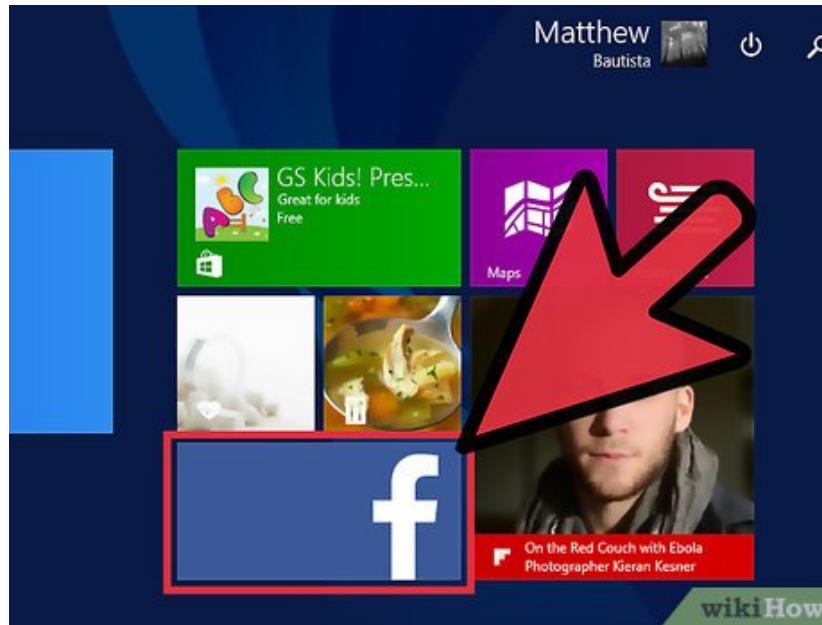 Matthew
Bautista
GS Kids! Pres...
Great for kids
Free
ABC
Maps
f
On the Red Couch with Ebola
Photographer Kieran Kesner
wikiHow